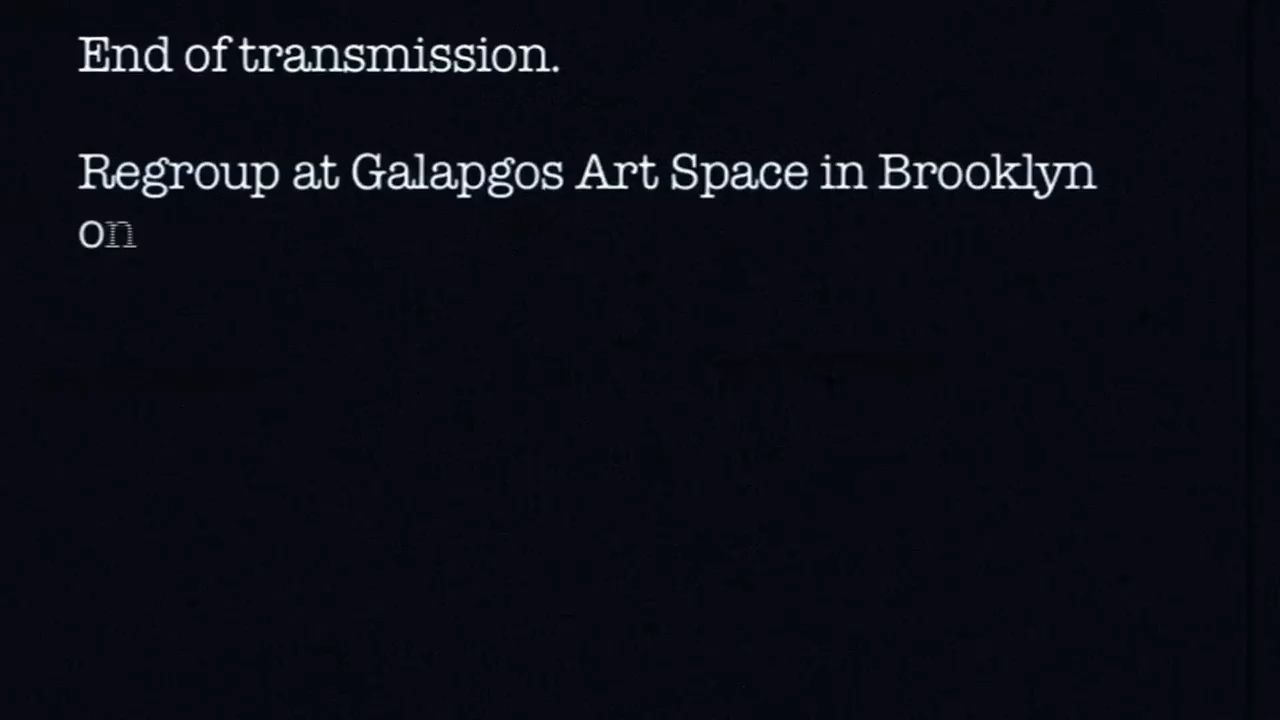 End of transmission.
Regroup at Galapgos Art Space in Brooklyn
on